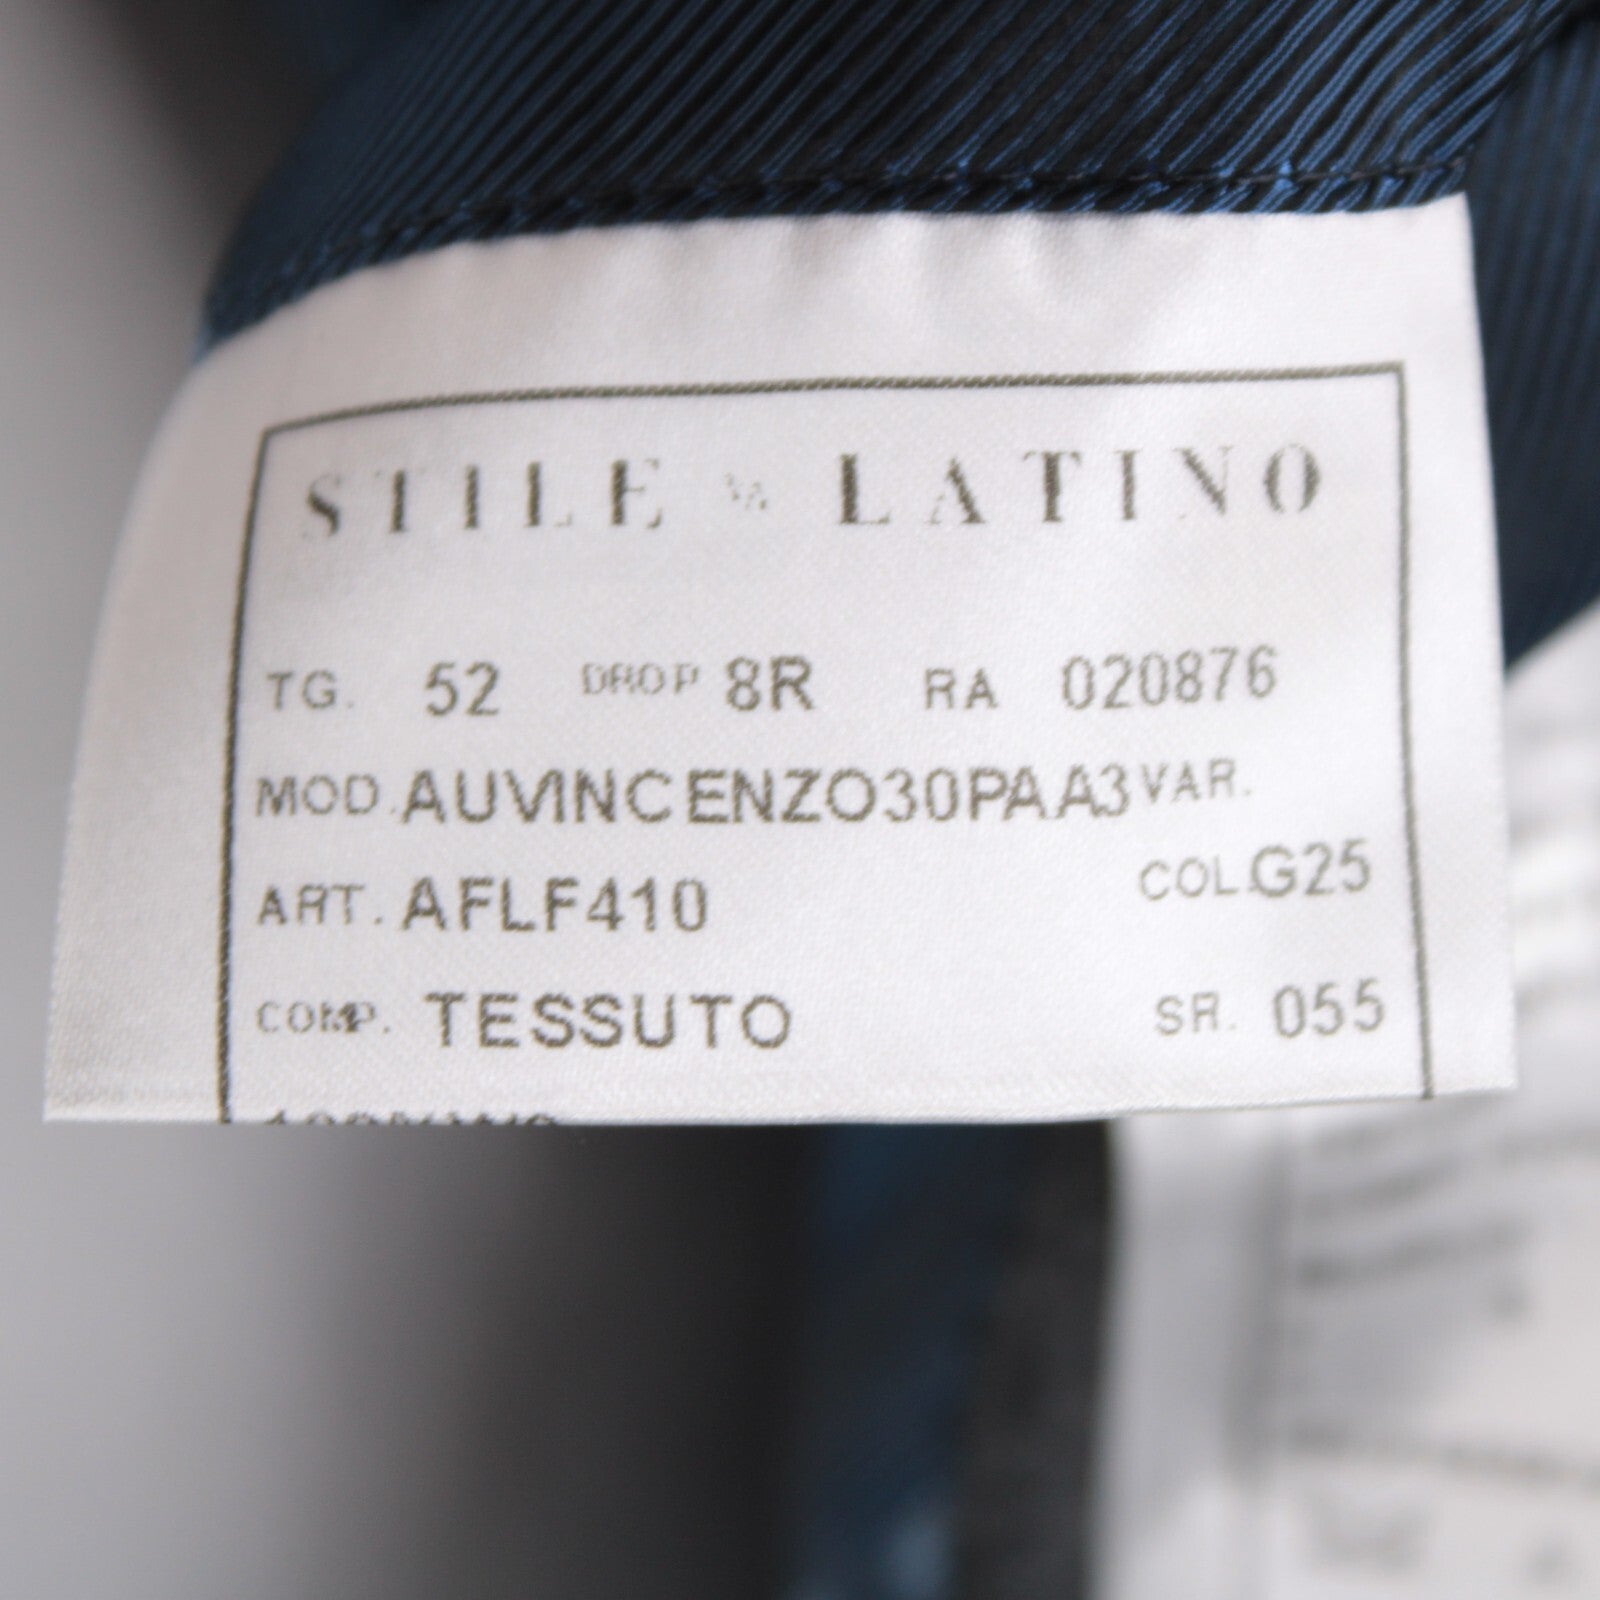 STILE LATINO
TG. 52 DROP 8R RA 020876
MOD. AUVINCENZO30PAA3 VAR.
ART. AFLF410 COL. G25
COMP. TESSUTO SR. 055